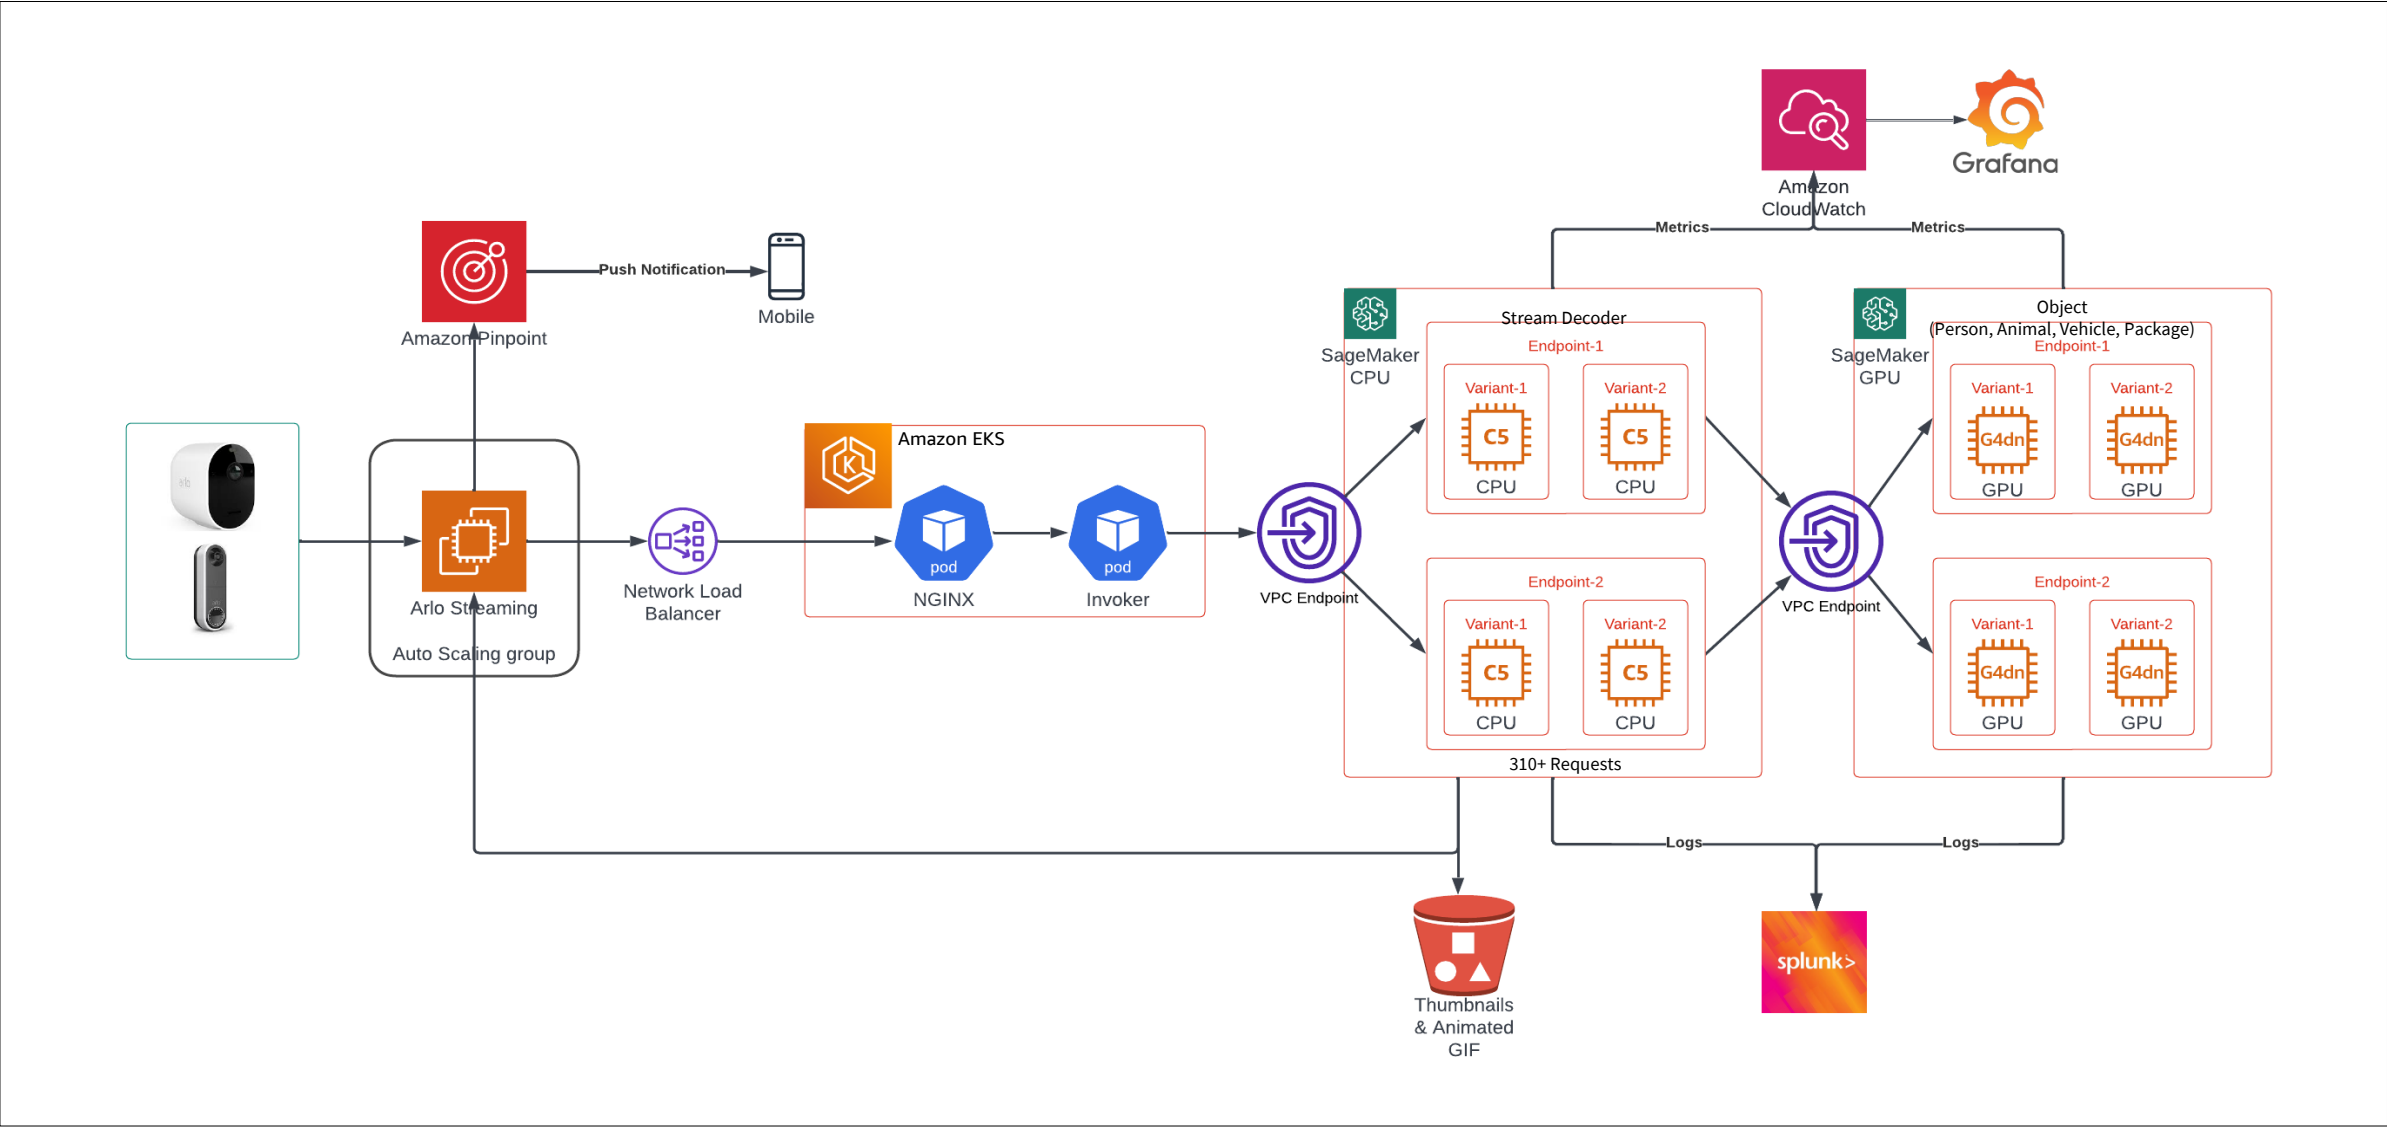 Amazon
CloudWatch
Grafana
Metrics
Metrics
Amazon Pinpoint
Push Notification
Mobile
Arlo Streaming
Auto Scaling group
Network Load
Balancer
Amazon EKS
K
pod
NGINX
pod
Invoker
VPC Endpoint
SageMaker
CPU
Stream Decoder
Endpoint-1
Variant-1
C5
CPU
Variant-2
C5
CPU
Endpoint-2
Variant-1
C5
CPU
Variant-2
C5
CPU
310+ Requests
VPC Endpoint
SageMaker
GPU
Object
(Person, Animal, Vehicle, Package)
Endpoint-1
Variant-1
G4dn
GPU
Variant-2
G4dn
GPU
Endpoint-2
Variant-1
G4dn
GPU
Variant-2
G4dn
GPU
Logs
Logs
Thumbnails
& Animated
GIF
splunk>